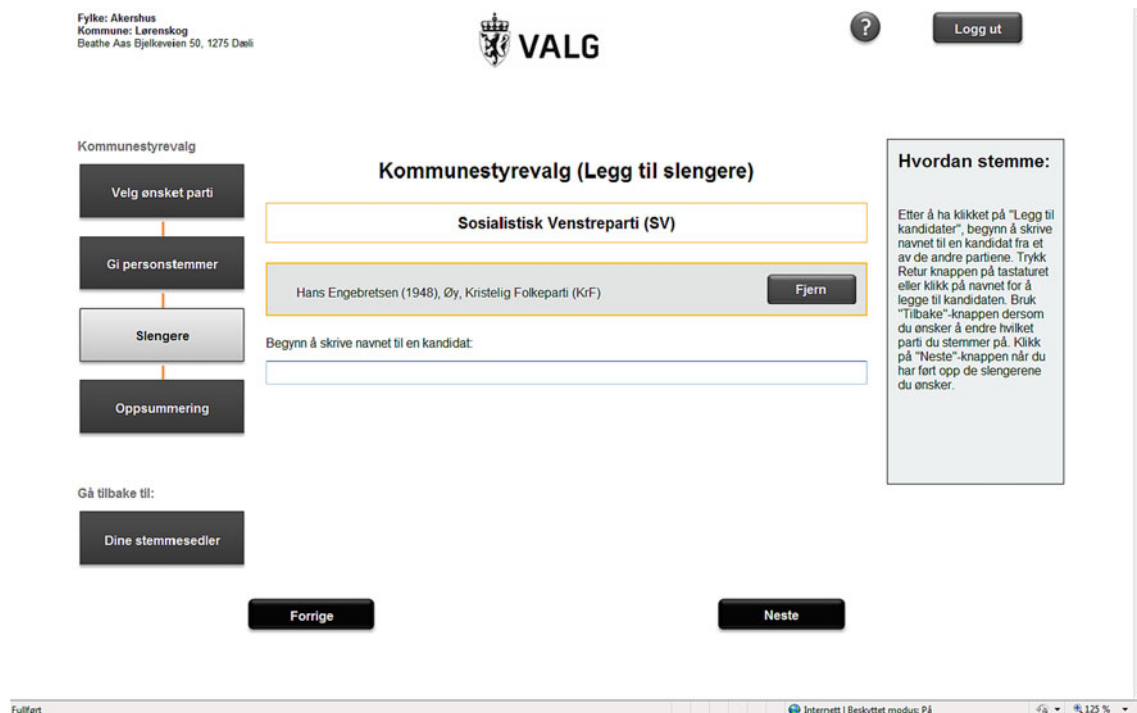 Fylke: Akershus
Kommune: Lørenskog
Beathe Aas Bjelkeveien 50, 1275 Dæli
VALG
?
Logg ut
Kommunestyrevalg
Velg ønsket parti
Gi personstemmer
Slengere
Oppsummering
Gå tilbake til:
Dine stemmesedler
Kommunestyrevalg (Legg til slengere)
Sosialistisk Venstreparti (SV)
Hans Engebretsen (1948), Øy, Kristelig Folkeparti (KrF)
Fjern
Begynn å skrive navnet til en kandidat:
Hvordan stemme:
Etter å ha klikket på "Legg til
kandidater", begynn å skrive
navnet til en kandidat fra et
av de andre partiene. Trykk
Retur knappen på tastaturet
eller klikk på navnet for å
legge til kandidaten. Bruk
"Tilbake"-knappen dersom
du ønsker å endre hvilket
parti du stemmer på. Klikk
på "Neste"-knappen når du
har ført opp de slengerene
du ønsker.
Forrige
Neste
Fullført
Internett | Beskyttet modus: På
125 %